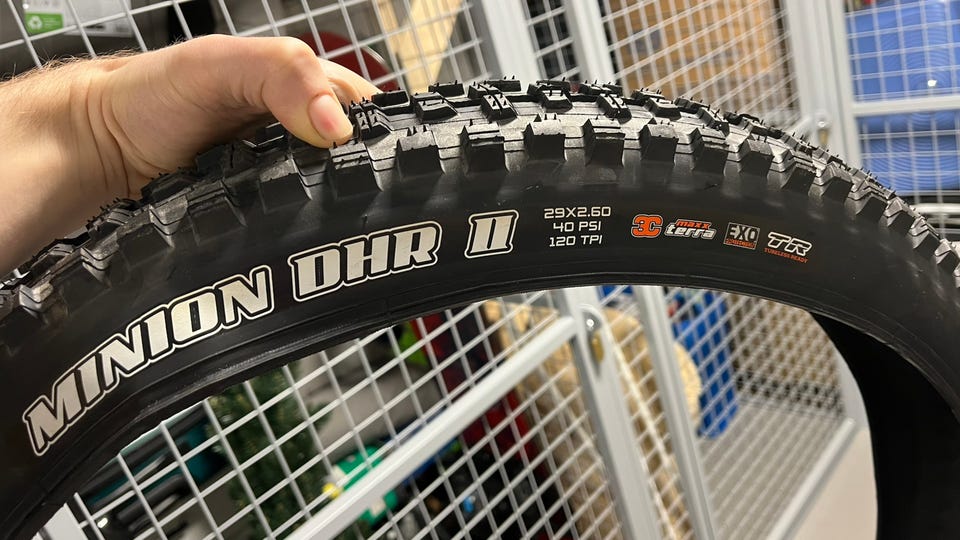 MINION DHR II
29X2.60
40 PSI
120 TPI
3C maxx
terra
EXO
TR
TUBELESS READY